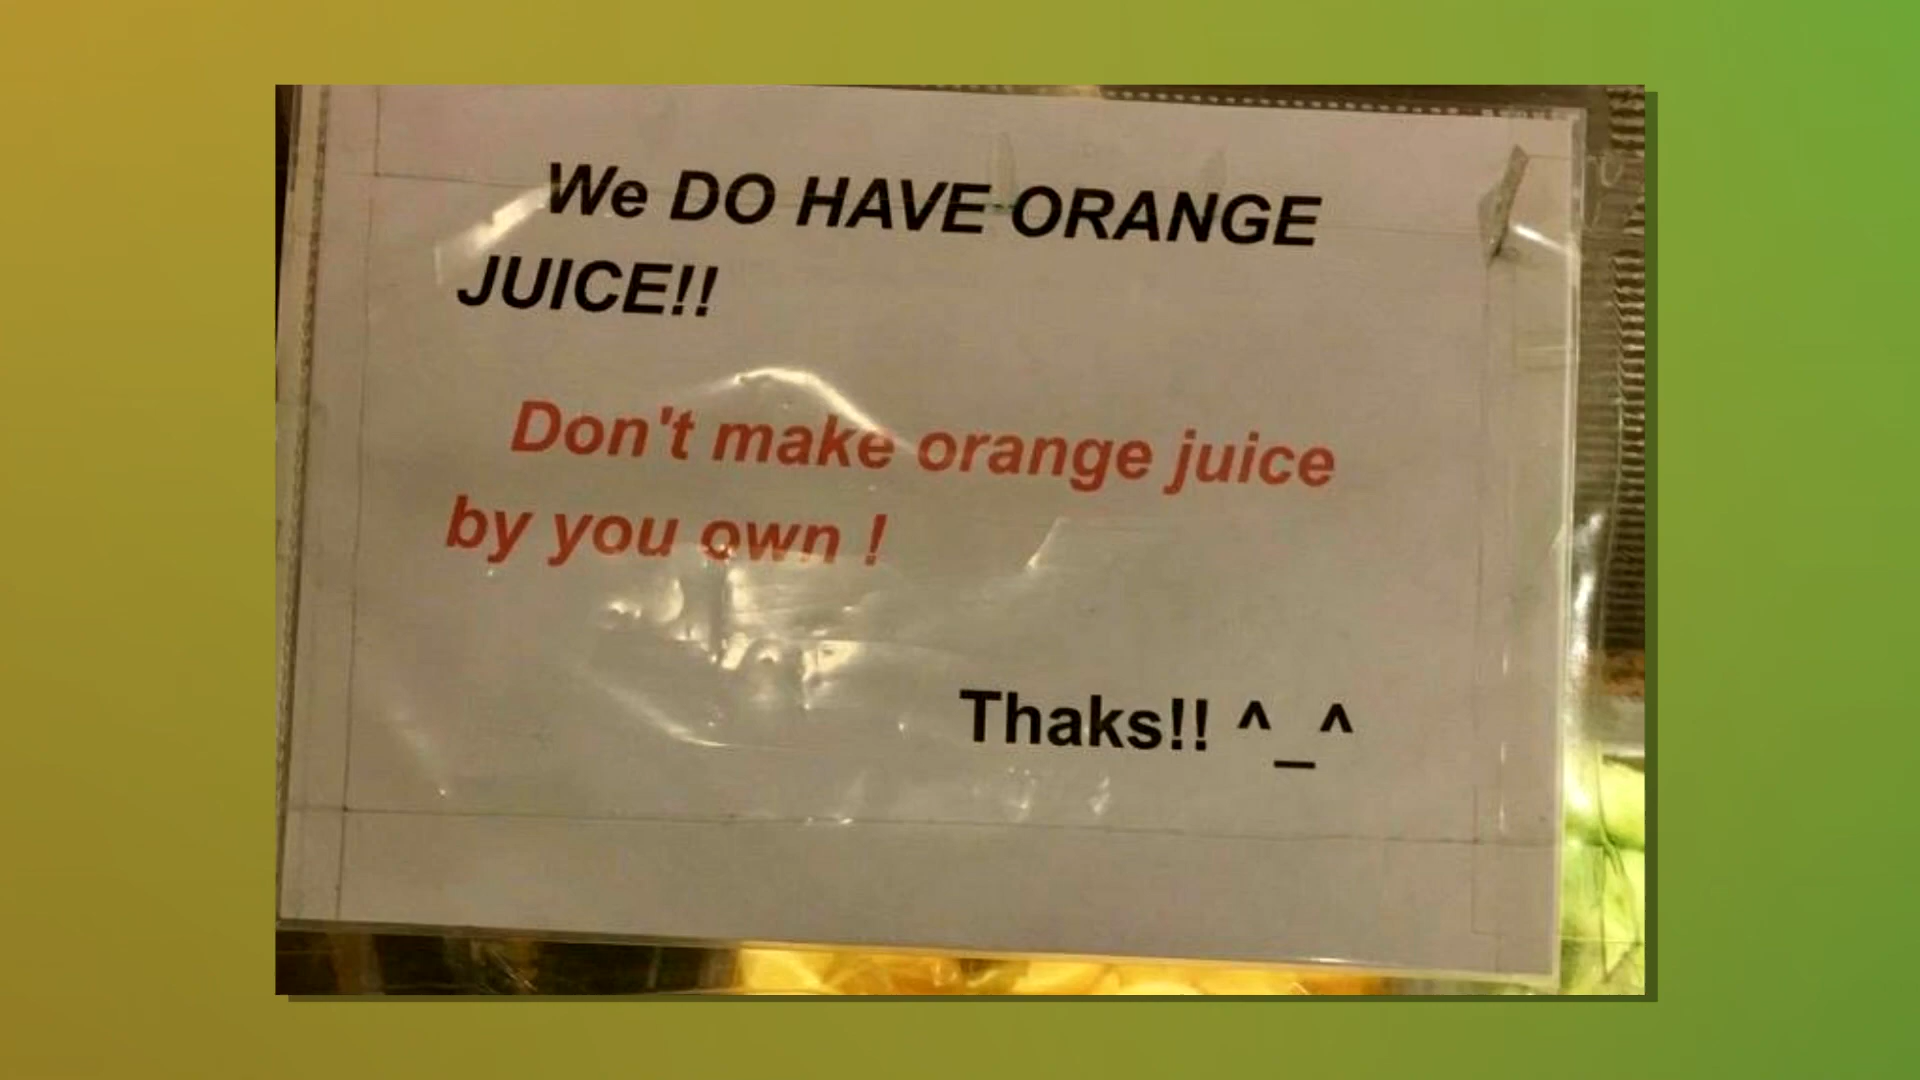 We DO HAVE ORANGE
JUICE!!
Don't make orange juice
by you own !
Thaks!! ^_^